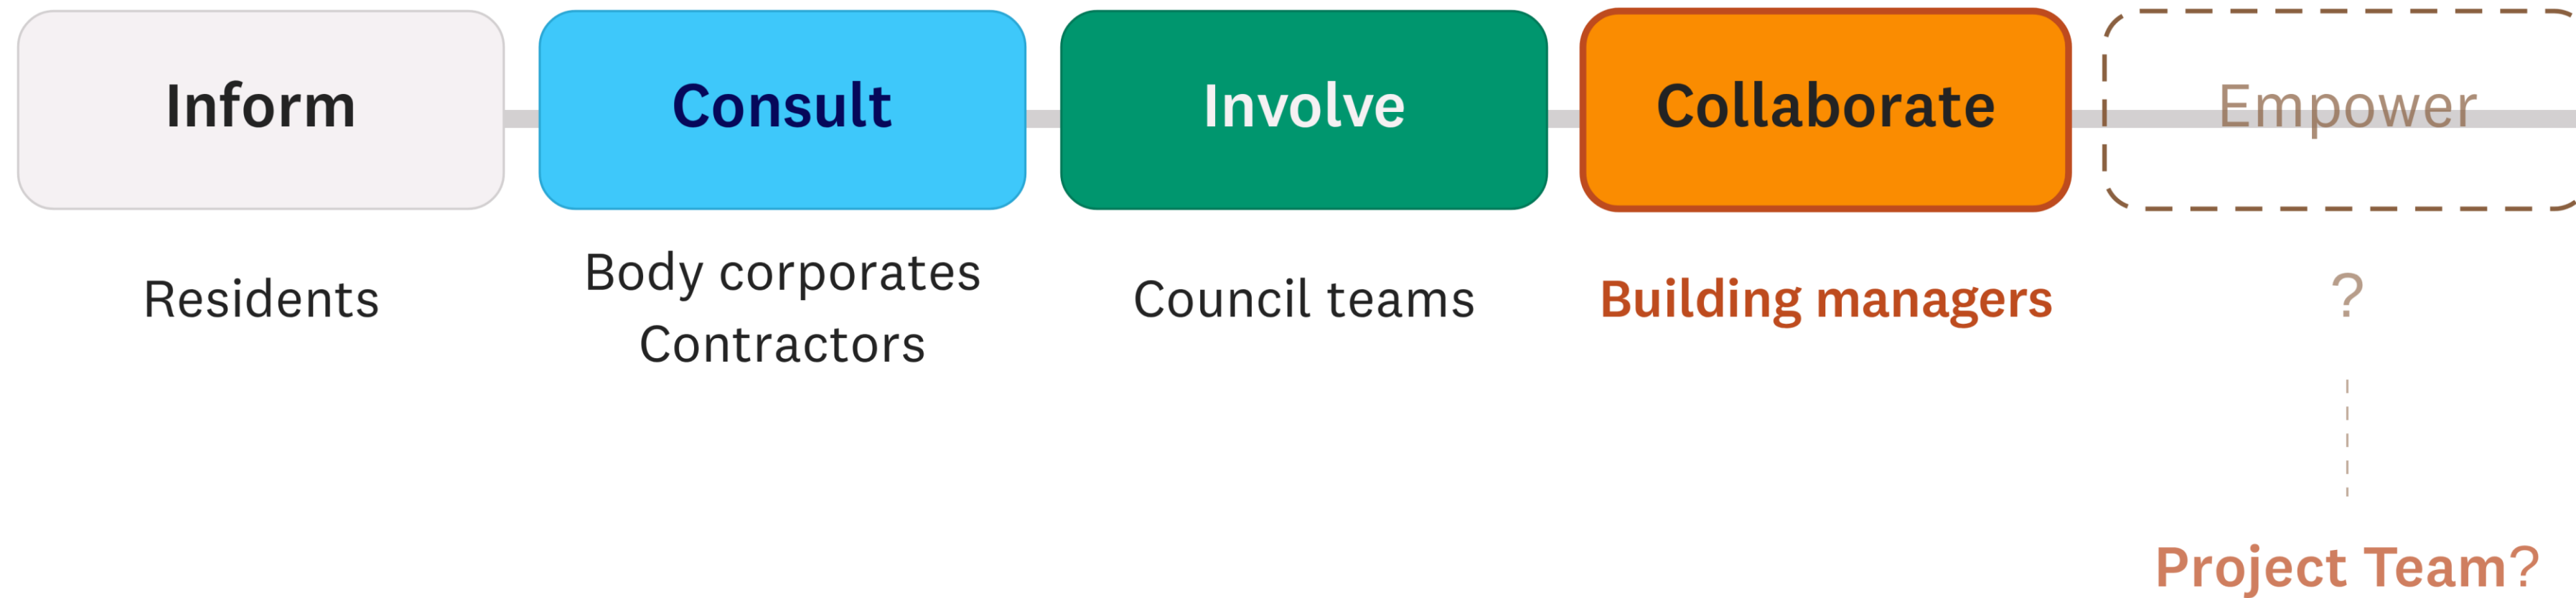 Inform
Consult
Involve
Collaborate
Empower
Residents
Body corporates
Contractors
Council teams
Building managers
?
Project Team?